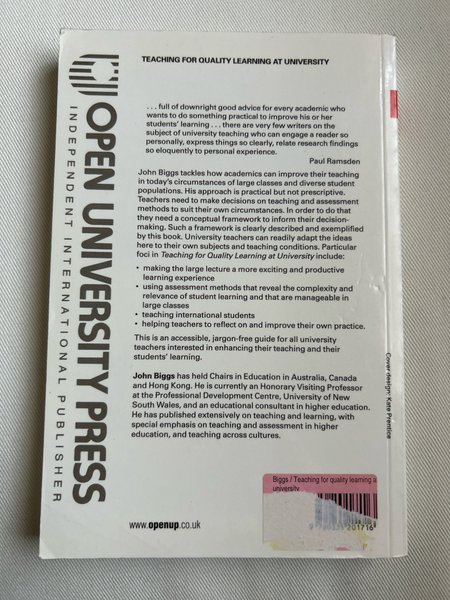 OPEN UNIVERSITY PRESS
INDEPENDENT INTERNATIONAL PUBLISHER
TEACHING FOR QUALITY LEARNING AT UNIVERSITY
. . . full of downright good advice for every academic who
wants to do something practical to improve his or her
students' learning . . . there are very few writers on the
subject of university teaching who can engage a reader so
personally, express things so clearly, relate research findings
so eloquently to personal experience.
Paul Ramsden
John Biggs tackles how academics can improve their teaching
in today's circumstances of large classes and diverse student
populations. His approach is practical but not prescriptive.
Teachers need to make decisions on teaching and assessment
methods to suit their own circumstances. In order to do that
they need a conceptual framework to inform their decision-
making. Such a framework is clearly described and exemplified
by this book. University teachers can readily adapt the ideas
here to their own subjects and teaching conditions. Particular
foci in Teaching for Quality Learning at University include:
• making the large lecture a more exciting and productive
learning experience
• using assessment methods that reveal the complexity and
relevance of student learning and that are manageable in
large classes
• teaching international students
• helping teachers to reflect on and improve their own practice.
This is an accessible, jargon-free guide for all university
teachers interested in enhancing their teaching and their
students' learning.
John Biggs has held Chairs in Education in Australia, Canada
and Hong Kong. He is currently an Honorary Visiting Professor
at the Professional Development Centre, University of New
South Wales, and an educational consultant in higher education.
He has published extensively on teaching and learning, with
special emphasis on teaching and assessment in higher
education, and teaching across cultures.
Cover design: Kate Prentice
Biggs / Teaching for quality learning a
university
201716
www.openup.co.uk